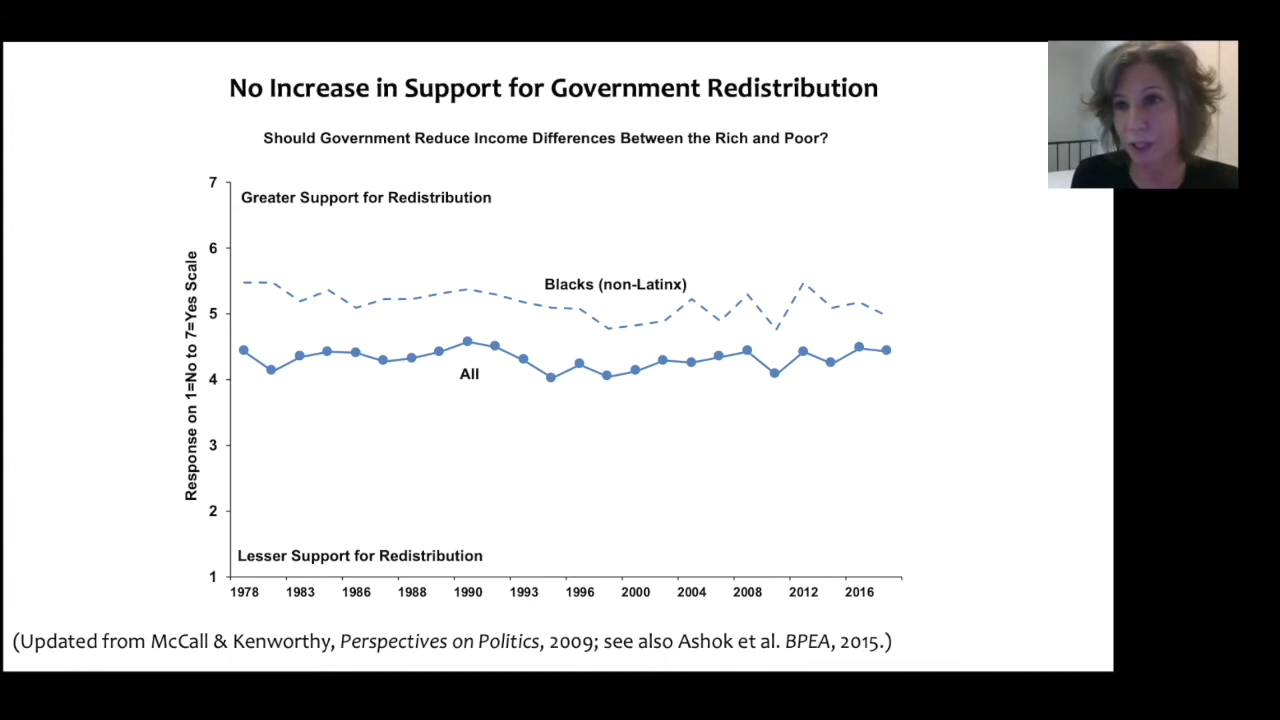 No Increase in Support for Government Redistribution
Should Government Reduce Income Differences Between the Rich and Poor?
7
Greater Support for Redistribution
6
Blacks (non-Latinx)
5
4
All
3
2
Lesser Support for Redistribution
1
Response on 1=No to 7=Yes Scale
1978 1983 1986 1988 1990 1993 1996 2000 2004 2008 2012 2016
(Updated from McCall & Kenworthy, Perspectives on Politics, 2009; see also Ashok et al. BPEA, 2015.)